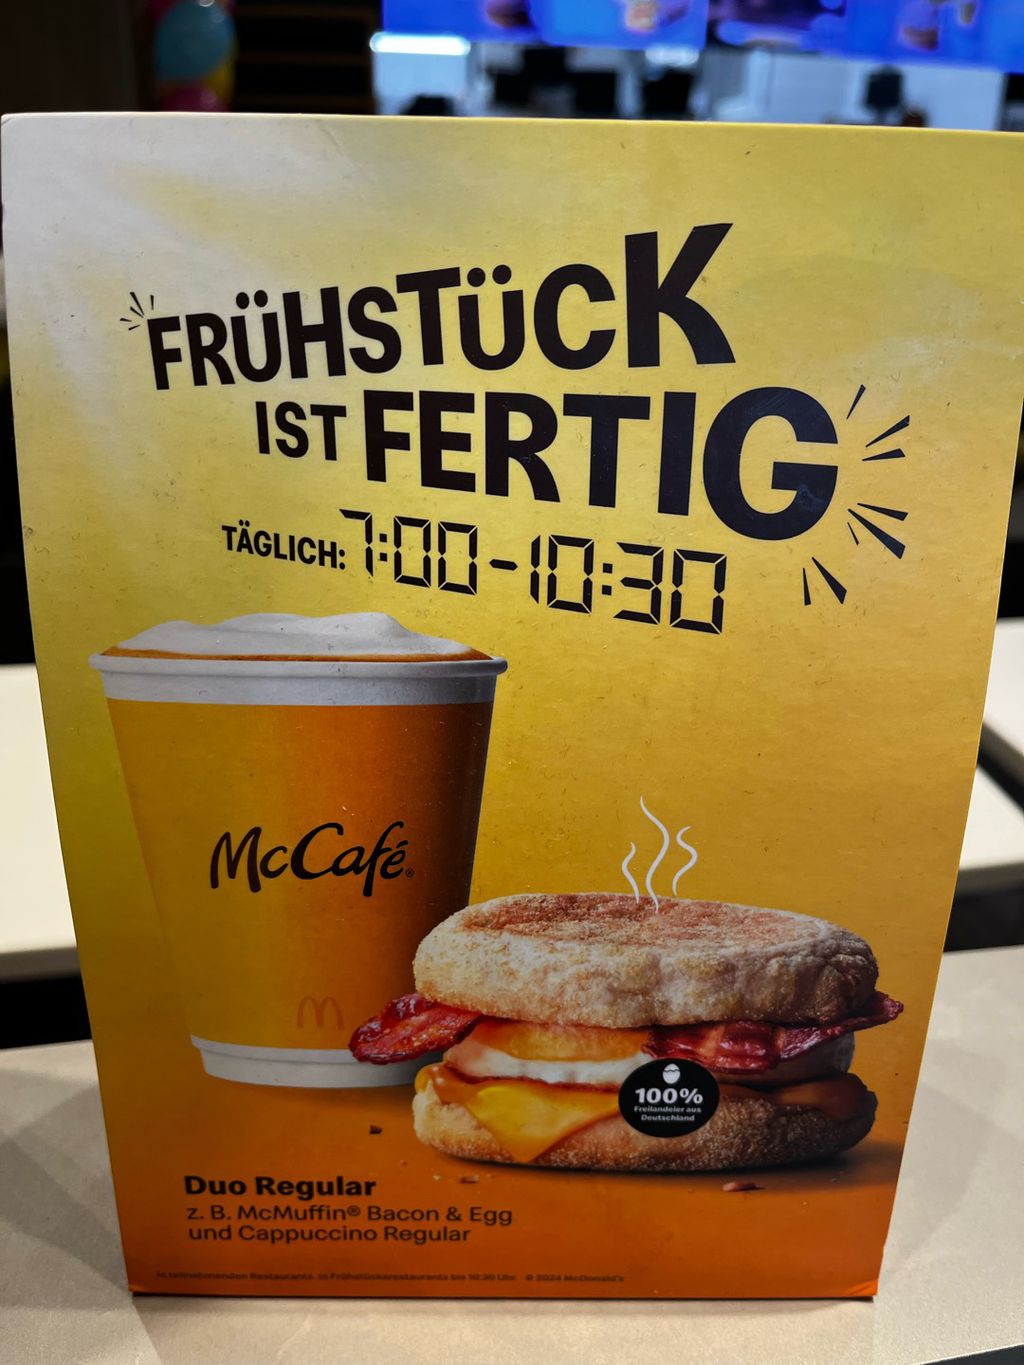 FRÜHSTÜCK
IST FERTIG
TÄGLICH: 7:00-10:30
McCafé®
100%
Freilandeier aus
Deutschland
Duo Regular
z. B. McMuffin® Bacon & Egg
und Cappuccino Regular
In teilnehmenden Restaurants. In Frühstücksrestaurants bis 10:30 Uhr. © 2024 McDonald's